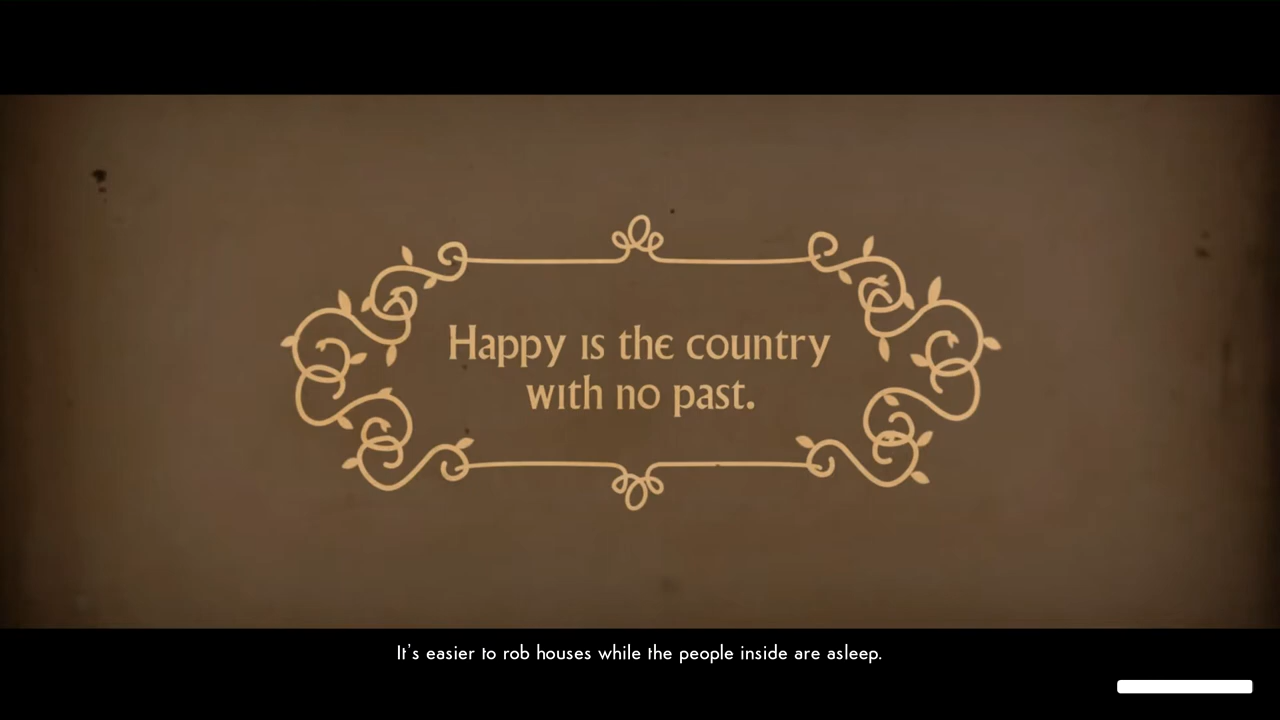 Happy is the country
with no past.
It's easier to rob houses while the people inside are asleep.